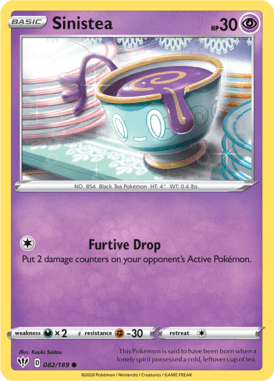 BASIC Sinistea HP30
NO. 854 Black Tea Pokémon HT. 4" WT. 0.4 lbs.
Furtive Drop
Put 2 damage counters on your opponent's Active Pokémon.
weakness ×2 resistance -30 retreat
Illus. Kouki Saitou
D 082/189
©2020 Pokémon / Nintendo / Creatures / GAME FREAK
This Pokémon is said to have been born when a
lonely spirit possessed a cold, leftover cup of tea.